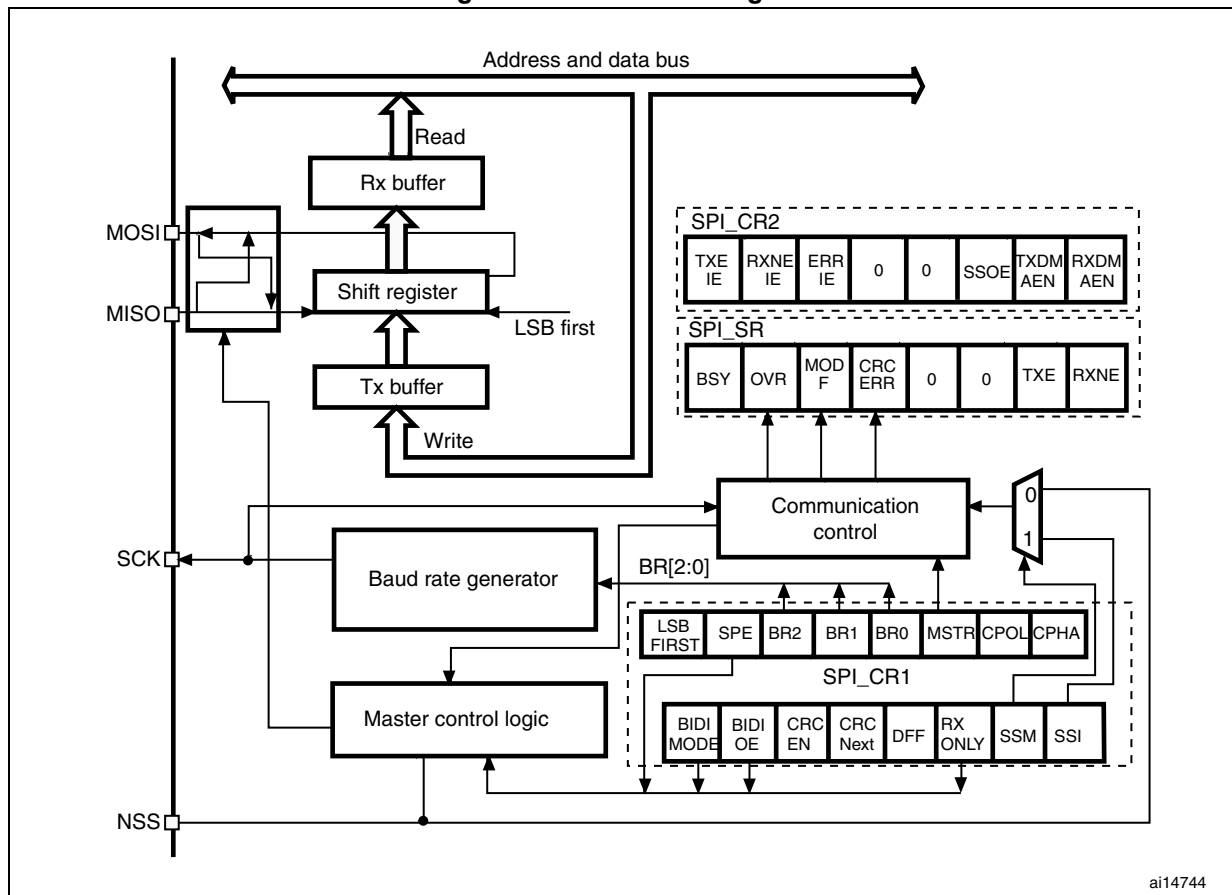 Address and data bus
Read
Rx buffer
MOSI
SPI_CR2
TXE IE
RXNE IE
ERR IE
0
0
SSOE
TXDM AEN
RXDM AEN
Shift register
MISO
LSB first
SPI_SR
BSY
OVR
MOD F
CRC ERR
0
0
TXE
RXNE
Tx buffer
Write
Communication control
0
1
SCK
Baud rate generator
BR[2:0]
LSB FIRST
SPE
BR2
BR1
BR0
MSTR
CPOL
CPHA
SPI_CR1
Master control logic
BIDI MODE
BIDI OE
CRC EN
CRC Next
DFF
RX ONLY
SSM
SSI
NSS
ai14744